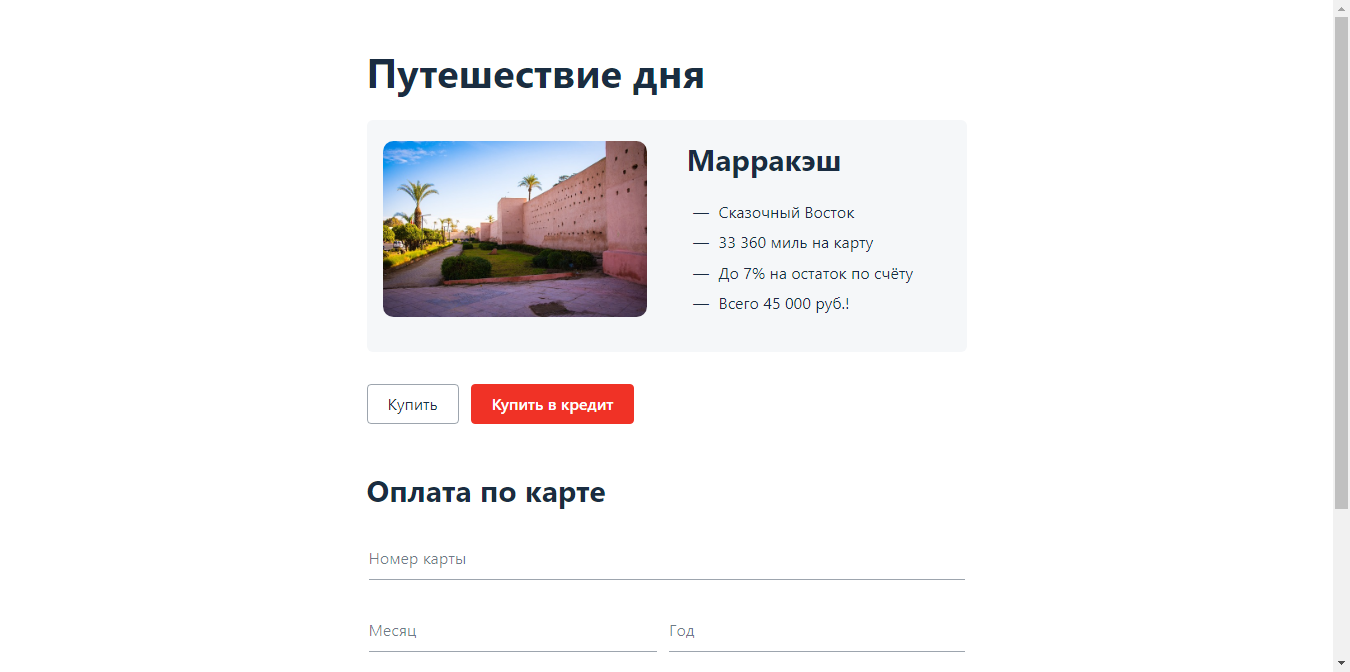 Путешествие дня
Марракэш
— Сказочный Восток
— 33 360 миль на карту
— До 7% на остаток по счёту
— Всего 45 000 руб.!
Купить
Купить в кредит
Оплата по карте
Номер карты
Месяц
Год